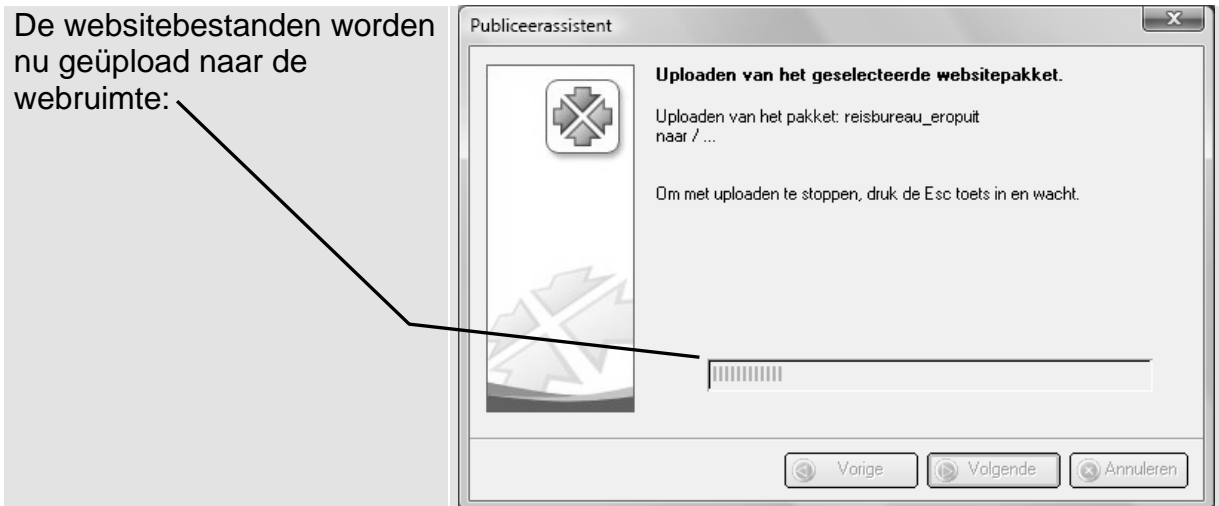 De websitebestanden worden
nu geüpload naar de
webruimte:
Publiceerassistent
Uploaden van het geselecteerde websitepakket.
Uploaden van het pakket: reisbureau_eropuit
naar / ...
Om met uploaden te stoppen, druk de Esc toets in en wacht.
Vorige
Volgende
Annuleren